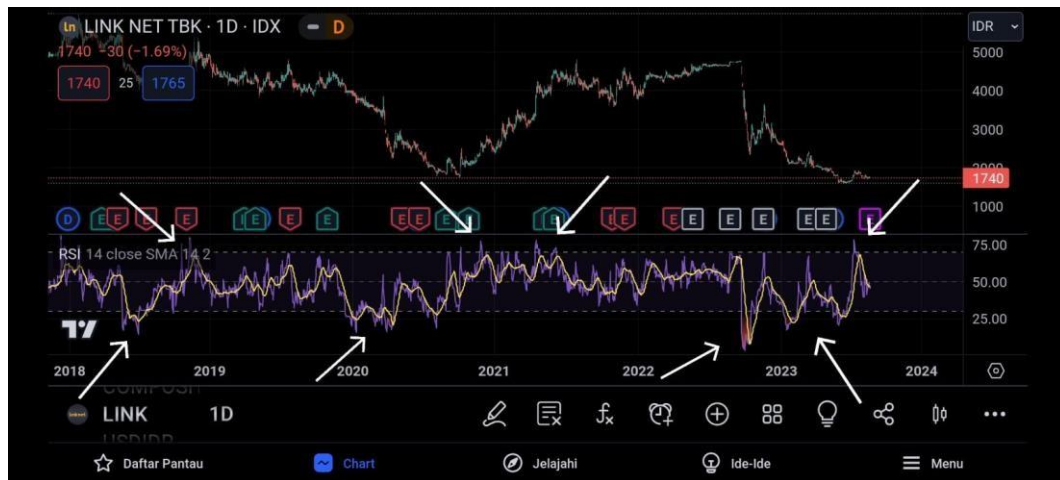 LINK NET TBK · 1D · IDX
D
IDR
1740 −30 (−1.69%)
1740 25 1765
5000
4000
3000
2000
1740
1000
D E E E E E E E E E E E E E E E E E E E E E
RSI 14 close SMA 14 2
75.00
50.00
25.00
2018 2019 2020 2021 2022 2023 2024
LINK 1D
USDIDR
Daftar Pantau Chart Jelajahi Ide-Ide Menu